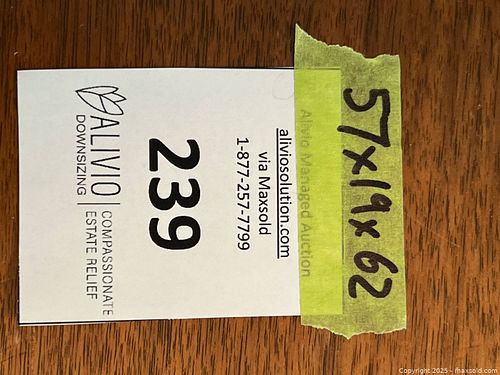 57x19x62
Alivio Managed Auction
aliviosolution.com
via Maxsold
1-877-257-7799
239
ALIVIO
DOWNSIZING
COMPASSIONATE
ESTATE RELIEF
Copyright 2025 - maxsold.com